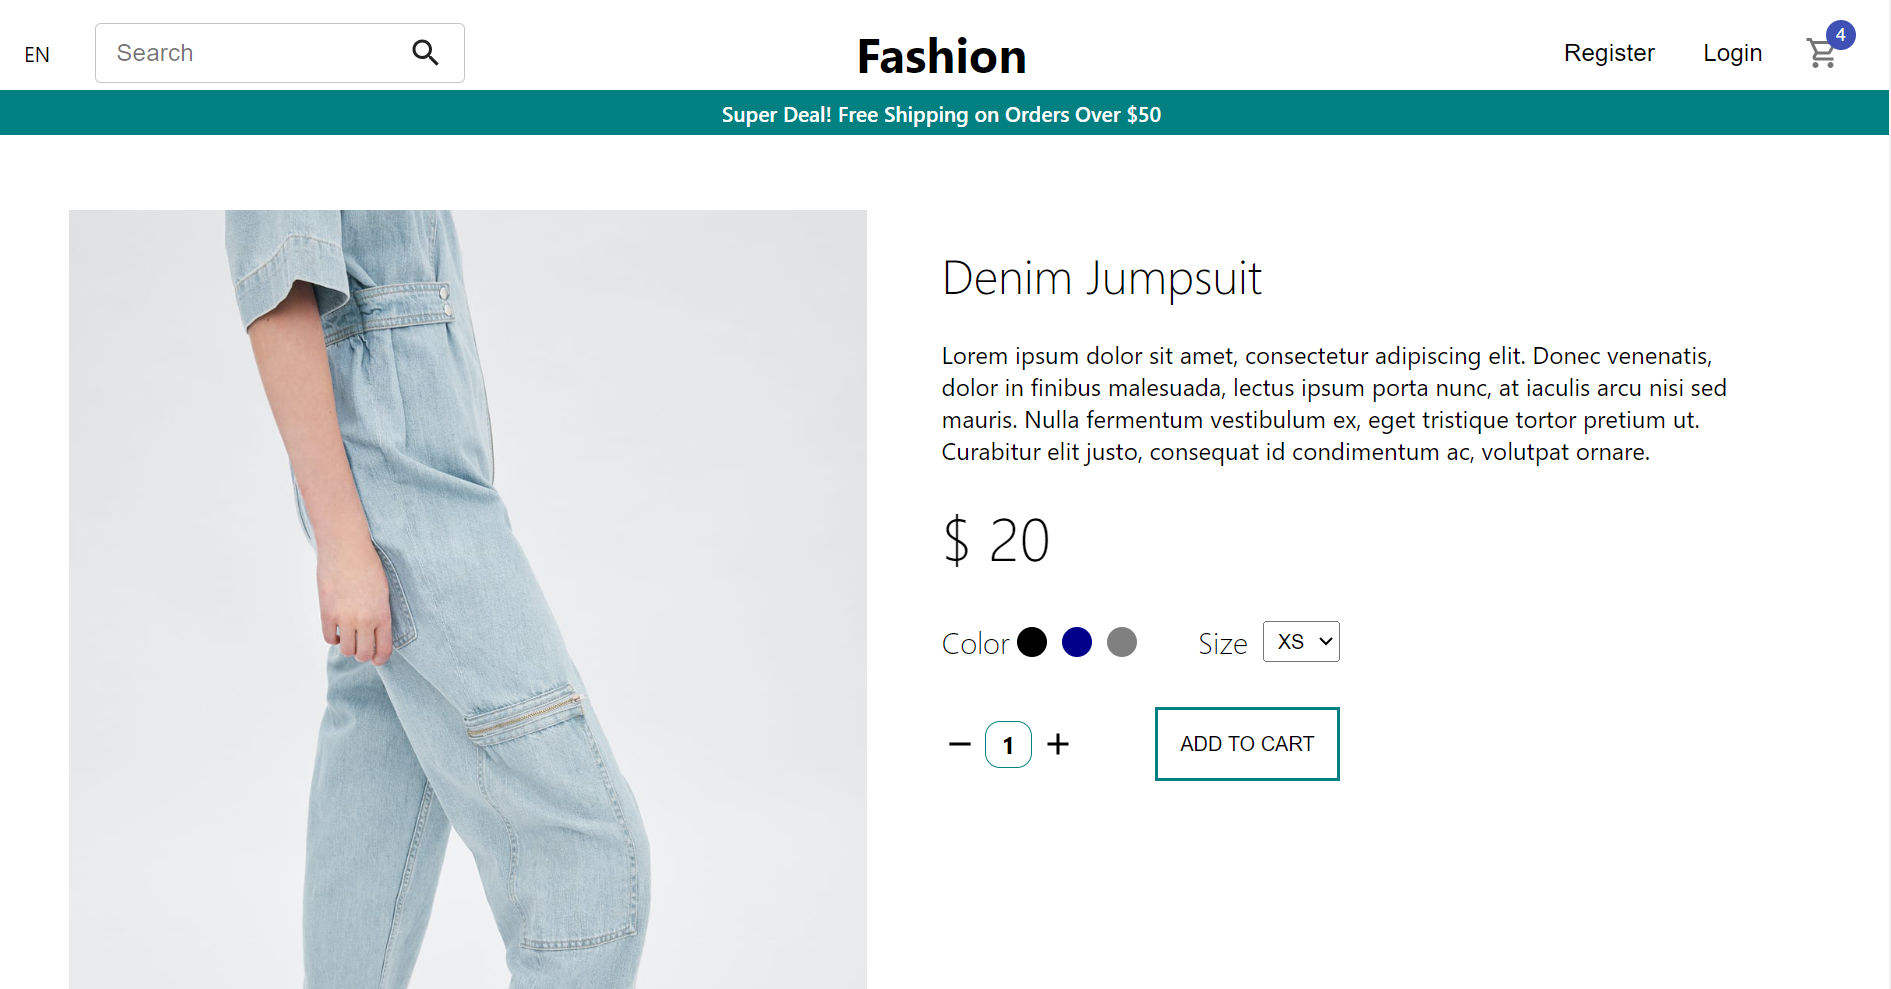 EN
Search
Fashion
Register
Login
4
Super Deal! Free Shipping on Orders Over $50
Denim Jumpsuit
Lorem ipsum dolor sit amet, consectetur adipiscing elit. Donec venenatis,
dolor in finibus malesuada, lectus ipsum porta nunc, at iaculis arcu nisi sed
mauris. Nulla fermentum vestibulum ex, eget tristique tortor pretium ut.
Curabitur elit justo, consequat id condimentum ac, volutpat ornare.
$ 20
Color
Size
XS
1
ADD TO CART